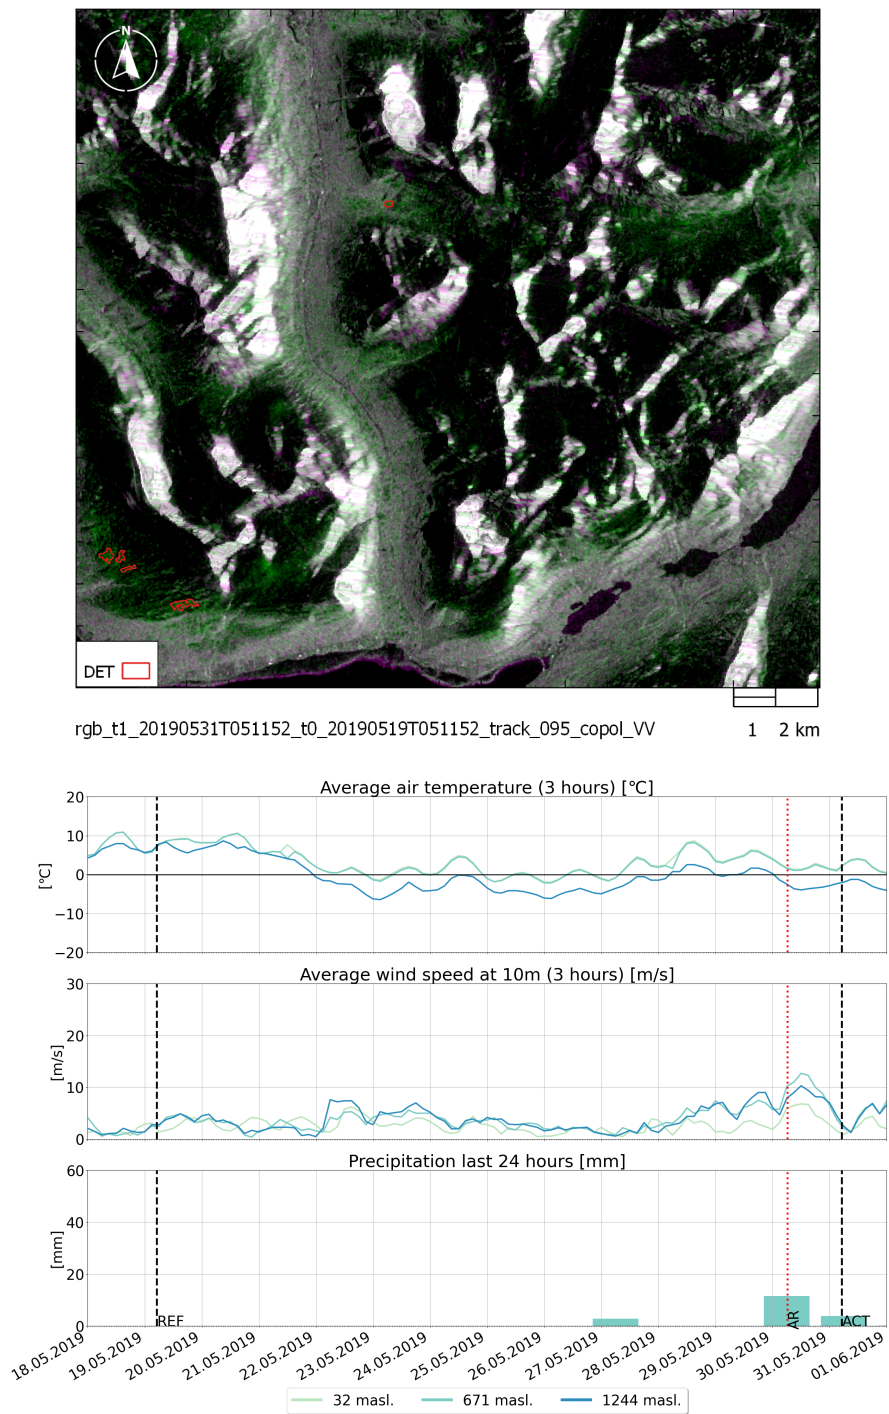 N
DET
rgb_t1_20190531T051152_t0_20190519T051152_track_095_copol_VV
1 2 km
Average air temperature (3 hours) [°C]
20
10
0
−10
−20
[°C]
Average wind speed at 10m (3 hours) [m/s]
30
20
10
0
[m/s]
Precipitation last 24 hours [mm]
60
40
20
0
[mm]
REF
AR
ACT
18.05.2019
19.05.2019
20.05.2019
21.05.2019
22.05.2019
23.05.2019
24.05.2019
25.05.2019
26.05.2019
27.05.2019
28.05.2019
29.05.2019
30.05.2019
31.05.2019
01.06.2019
32 masl.
671 masl.
1244 masl.